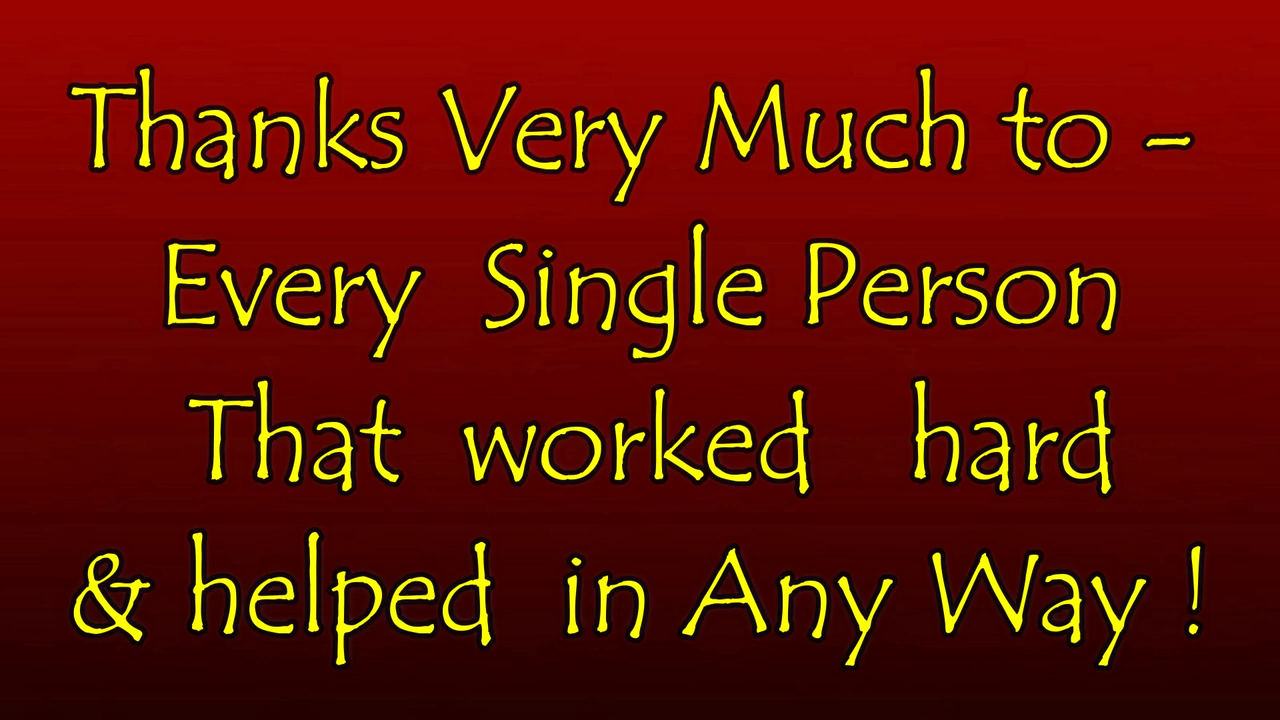 Thanks Very Much to -
Every Single Person
That worked hard
& helped in Any Way !